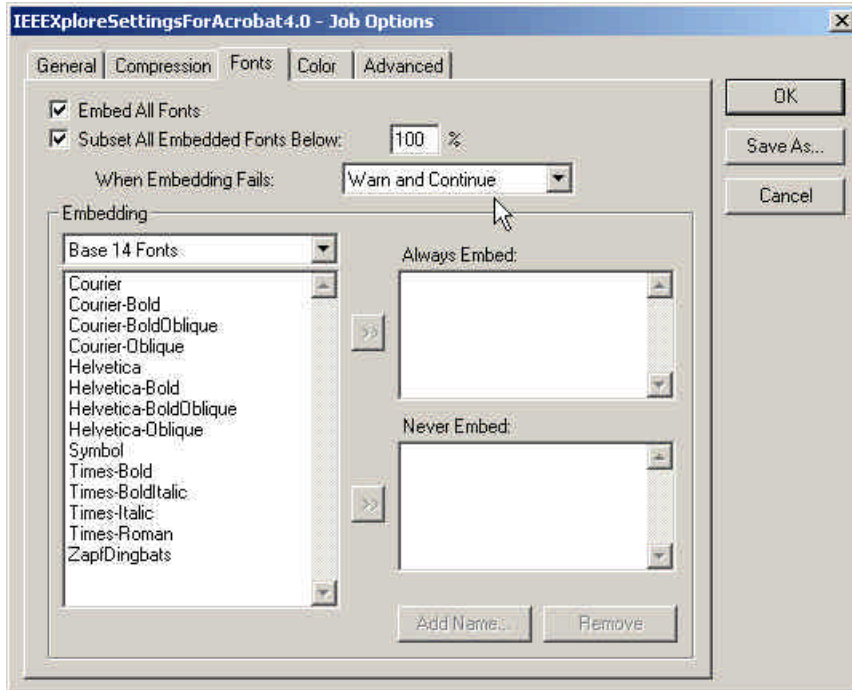 IEEEXploreSettingsForAcrobat4.0 - Job Options
General Compression Fonts Color Advanced
Embed All Fonts
Subset All Embedded Fonts Below: 100 %
When Embedding Fails: Warn and Continue
OK
Save As...
Cancel
Embedding
Base 14 Fonts
Courier
Courier-Bold
Courier-BoldOblique
Courier-Oblique
Helvetica
Helvetica-Bold
Helvetica-BoldOblique
Helvetica-Oblique
Symbol
Times-Bold
Times-BoldItalic
Times-Italic
Times-Roman
ZapfDingbats
>>
>>
Always Embed:
Never Embed:
Add Name... Remove